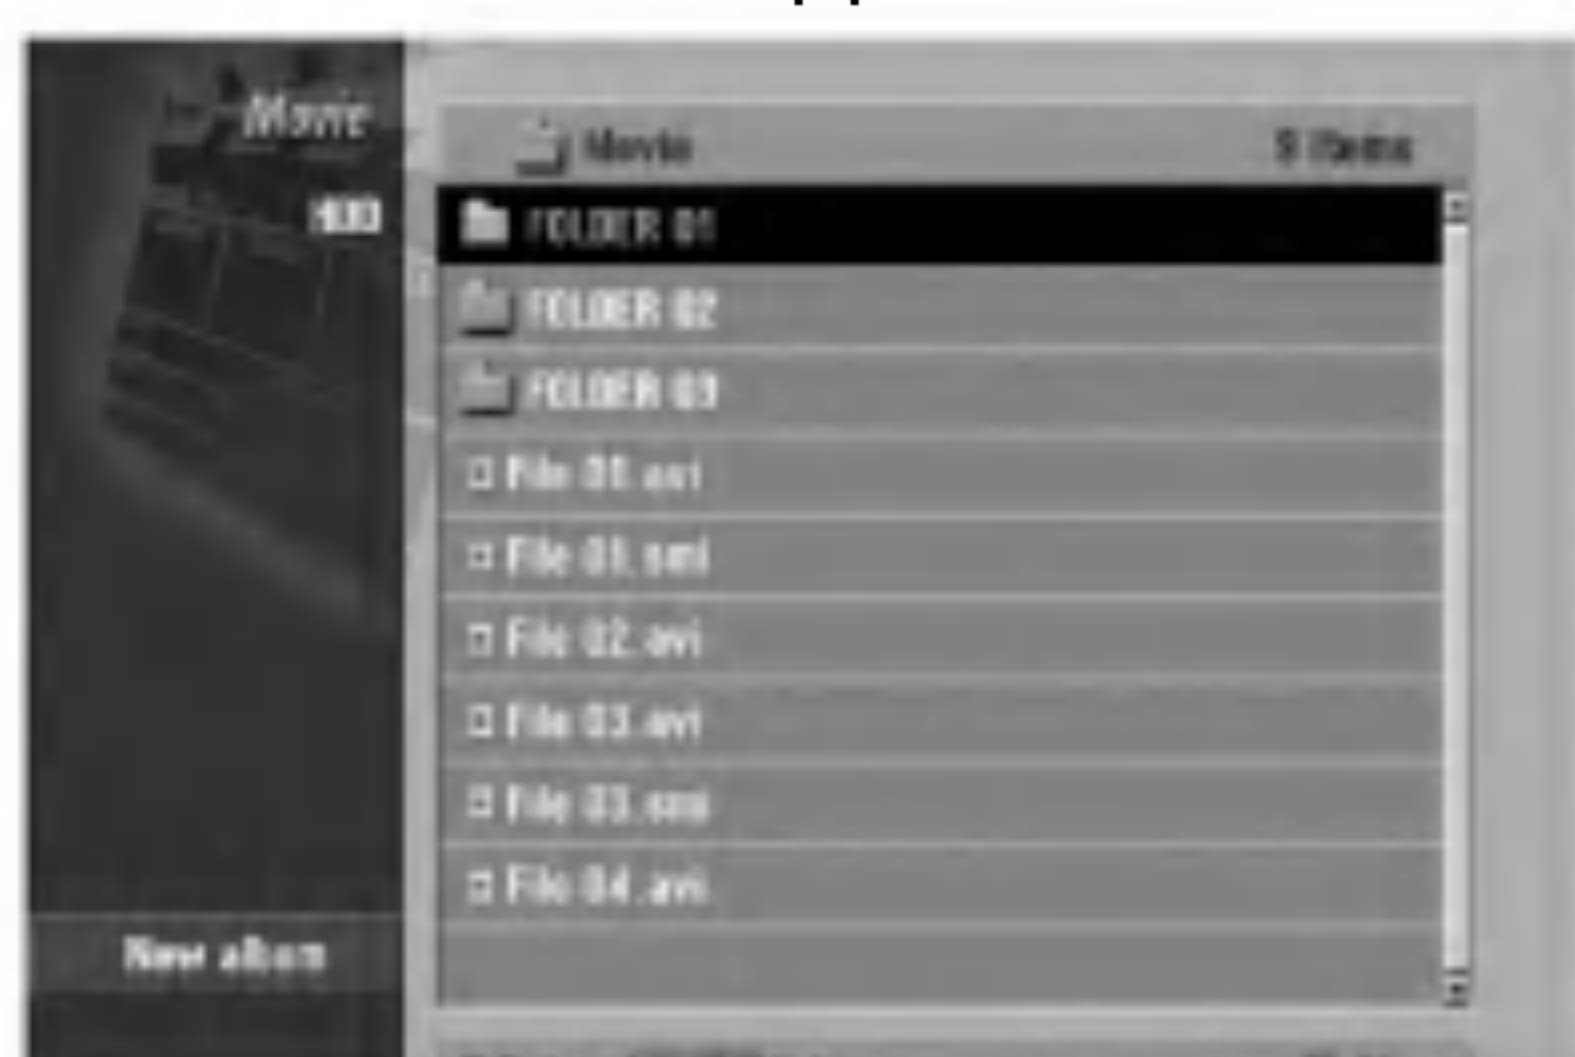 Movie
HDD
New album
Movie 9 Items
FOLDER 01
FOLDER 02
FOLDER 03
File 01.avi
File 01.smi
File 02.avi
File 03.avi
File 03.smi
File 04.avi